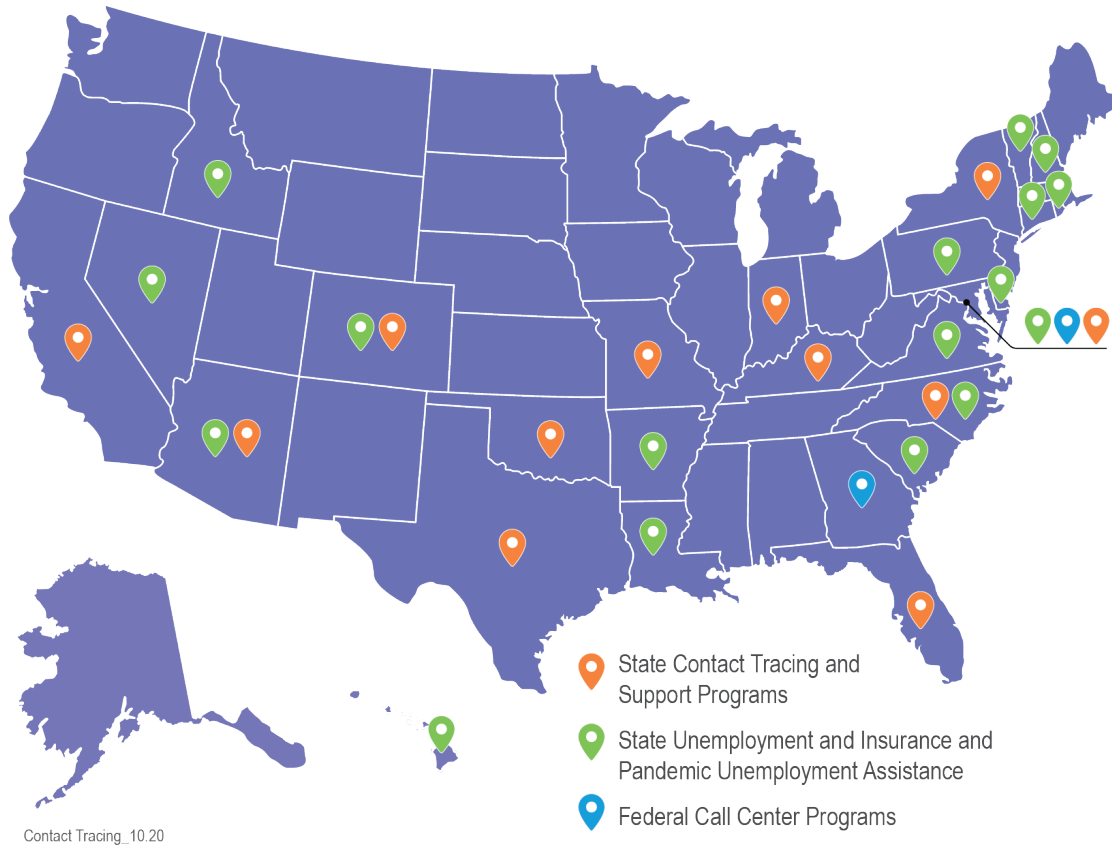 State Contact Tracing and
Support Programs
State Unemployment and Insurance and
Pandemic Unemployment Assistance
Federal Call Center Programs
Contact Tracing_10.20